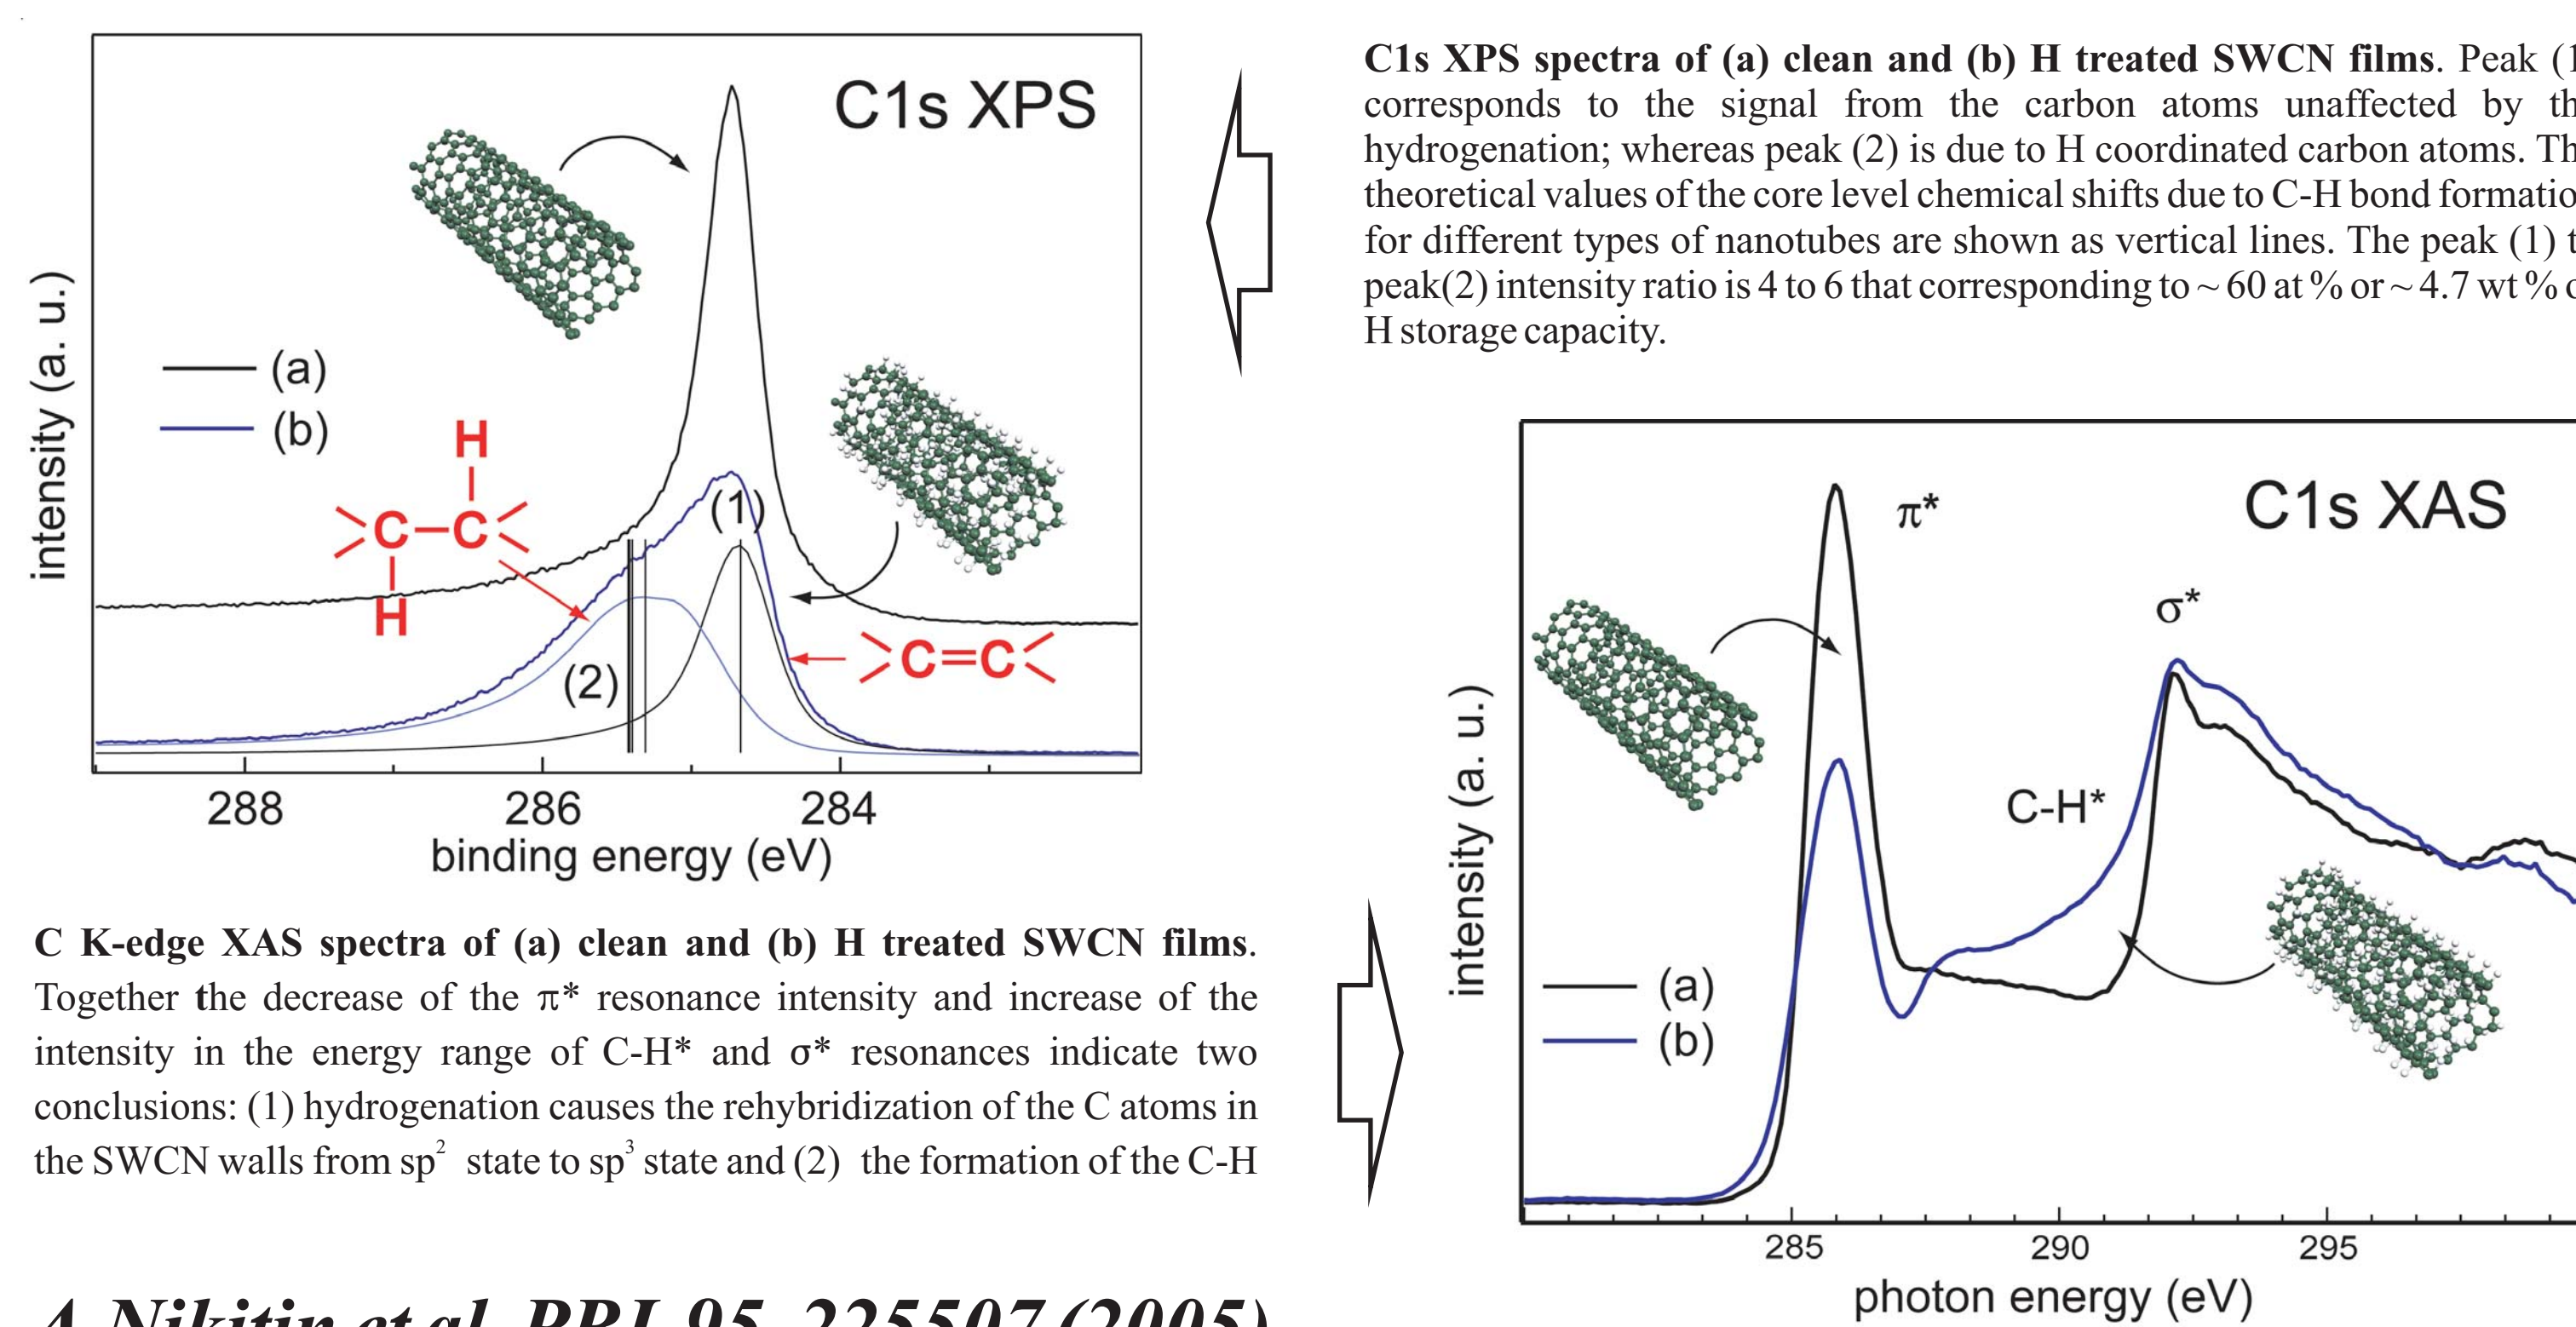 C1s XPS
intensity (a. u.)
(a)
(b)
H
C–C
H
(1)
(2)
C=C
288 286 284
binding energy (eV)
C1s XPS spectra of (a) clean and (b) H treated SWCN films. Peak (1
corresponds to the signal from the carbon atoms unaffected by th
hydrogenation; whereas peak (2) is due to H coordinated carbon atoms. Th
theoretical values of the core level chemical shifts due to C-H bond formatio
for different types of nanotubes are shown as vertical lines. The peak (1) t
peak(2) intensity ratio is 4 to 6 that corresponding to ~ 60 at % or ~ 4.7 wt % o
H storage capacity.
C K-edge XAS spectra of (a) clean and (b) H treated SWCN films.
Together the decrease of the π* resonance intensity and increase of the
intensity in the energy range of C-H* and σ* resonances indicate two
conclusions: (1) hydrogenation causes the rehybridization of the C atoms in
the SWCN walls from sp² state to sp³ state and (2) the formation of the C-H
C1s XAS
π*
σ*
C-H*
intensity (a. u.)
(a)
(b)
285 290 295
photon energy (eV)
A. Nikitin et al. PRL 95, 225507 (2005)